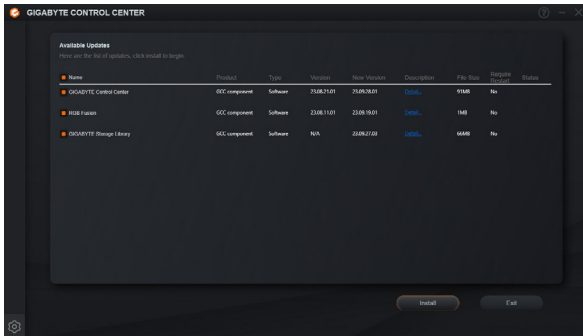 GIGABYTE CONTROL CENTER
Available Updates
Here are the list of updates, click install to begin.
Name Product Type Version New Version Description File Size Require Restart Status
GIGABYTE Control Center GCC component Software 23.08.21.01 23.09.28.01 Detail... 91MB No
RGB Fusion GCC component Software 23.08.11.01 23.09.19.01 Detail... 1MB No
GIGABYTE Storage Library GCC component Software N/A 23.09.27.03 Detail... 66MB No
Install Exit